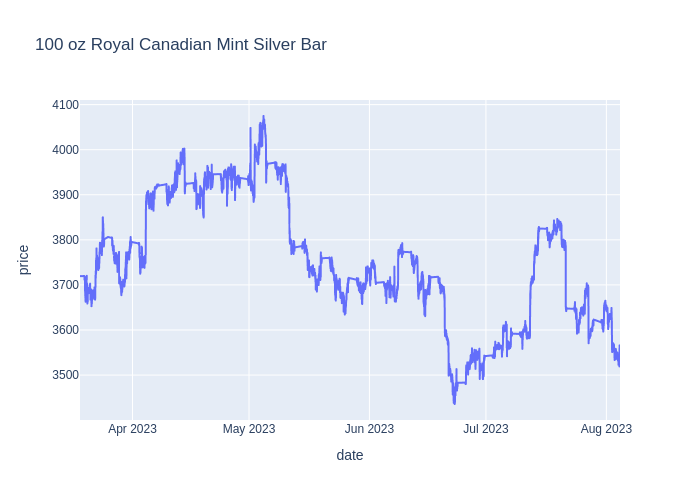 100 oz Royal Canadian Mint Silver Bar
4100
4000
3900
3800
3700
3600
3500
price
Apr 2023
May 2023
Jun 2023
Jul 2023
Aug 2023
date